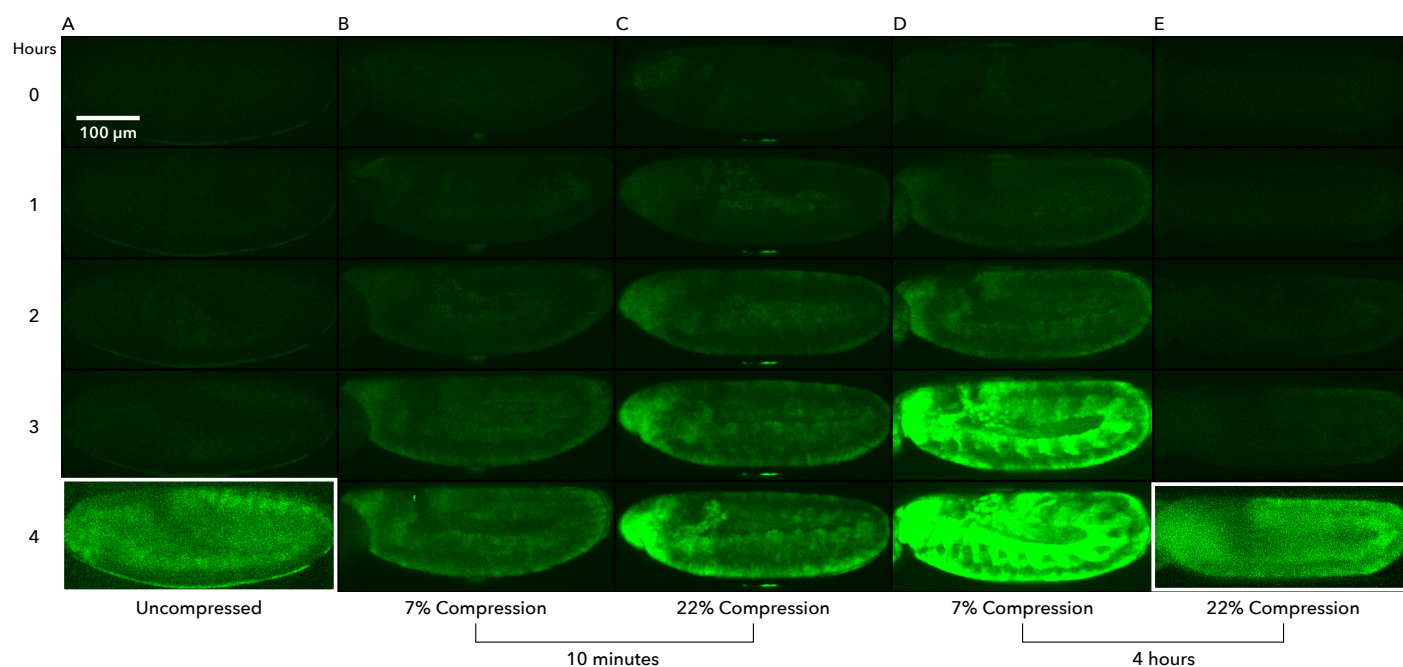 A B C D E
Hours
0
100 μm
1
2
3
4
Uncompressed 7% Compression 22% Compression 7% Compression 22% Compression
10 minutes 4 hours